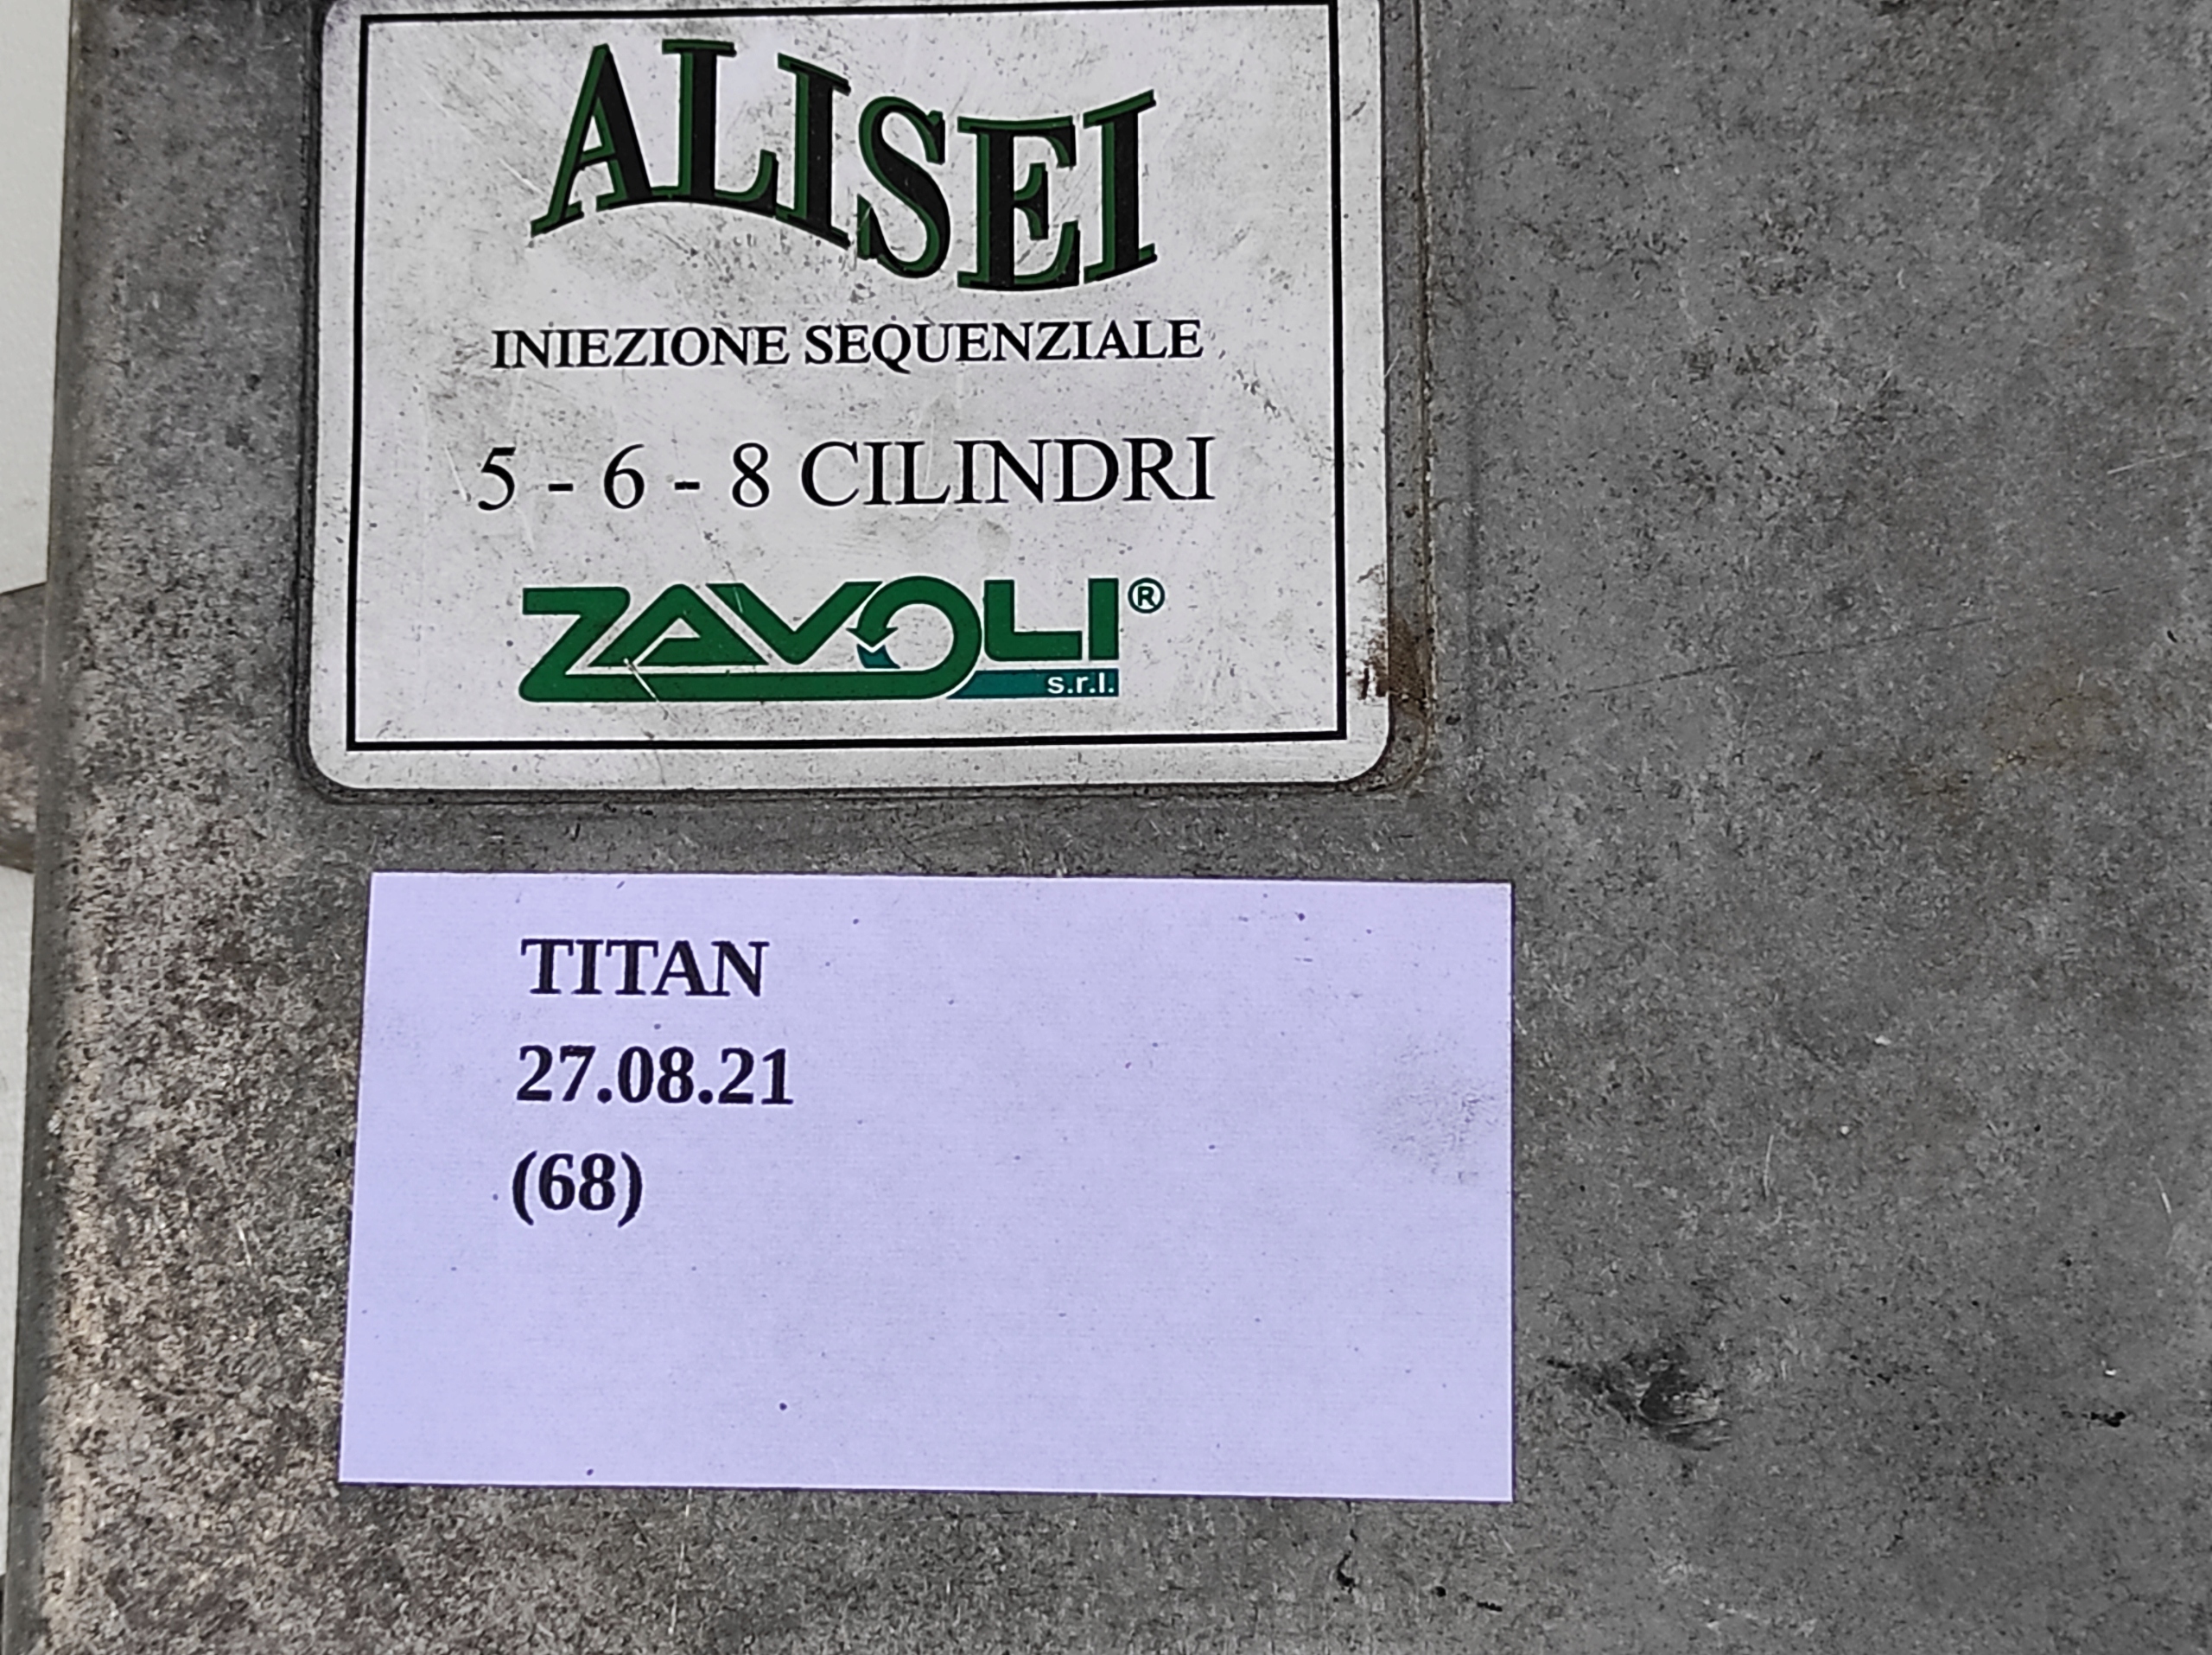 ALISEI
INIEZIONE SEQUENZIALE
5 - 6 - 8 CILINDRI
ZAVOLI®
s.r.l.
TITAN
27.08.21
(68)